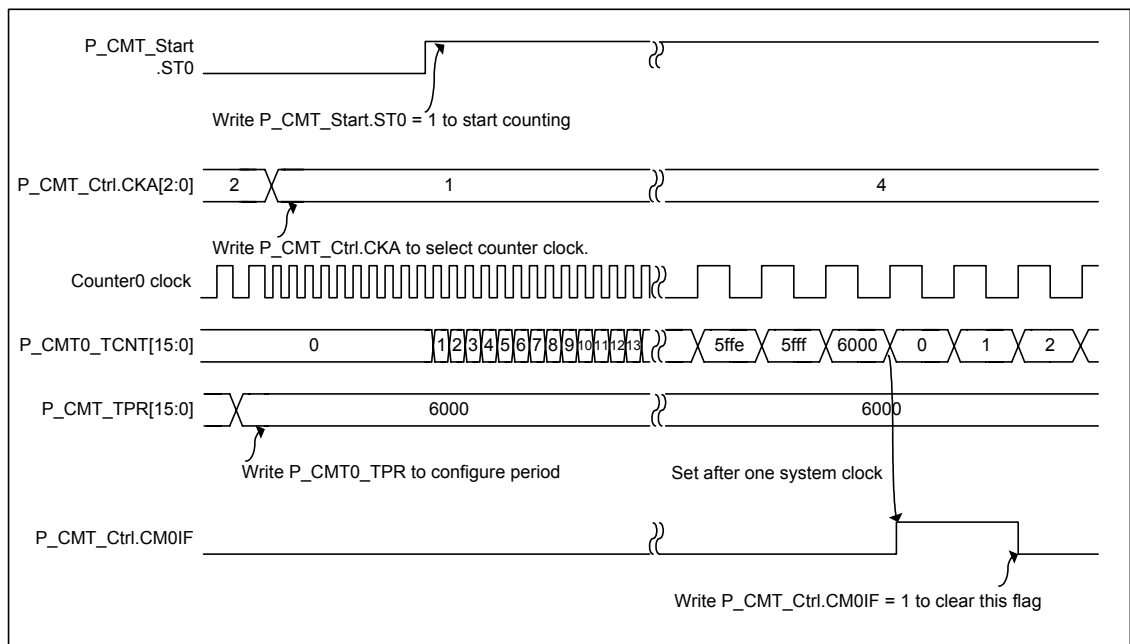 P_CMT_Start
.ST0
Write P_CMT_Start.ST0 = 1 to start counting
P_CMT_Ctrl.CKA[2:0] 2 1 4
Write P_CMT_Ctrl.CKA to select counter clock.
Counter0 clock
P_CMT0_TCNT[15:0] 0 1 2 3 4 5 6 7 8 9 10 11 12 13 5ffe 5fff 6000 0 1 2
P_CMT_TPR[15:0] 6000 6000
Write P_CMT0_TPR to configure period
Set after one system clock
P_CMT_Ctrl.CM0IF
Write P_CMT_Ctrl.CM0IF = 1 to clear this flag